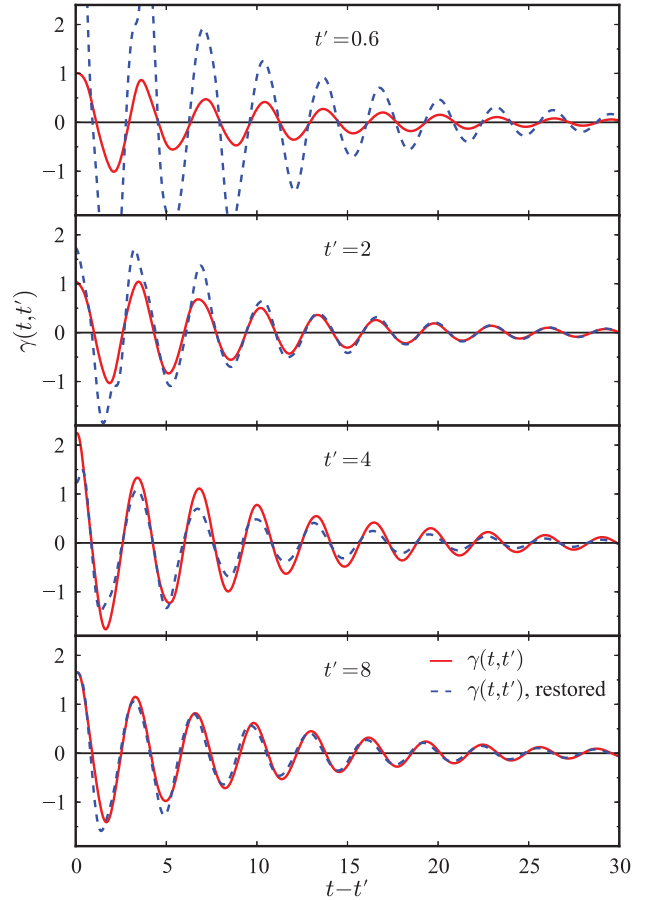 2
1
0
−1
t′=0.6
2
1
0
−1
t′=2
γ(t,t′)
2
1
0
−1
t′=4
2
1
0
−1
t′=8
γ(t,t′)
γ(t,t′), restored
0 5 10 15 20 25 30
t−t′